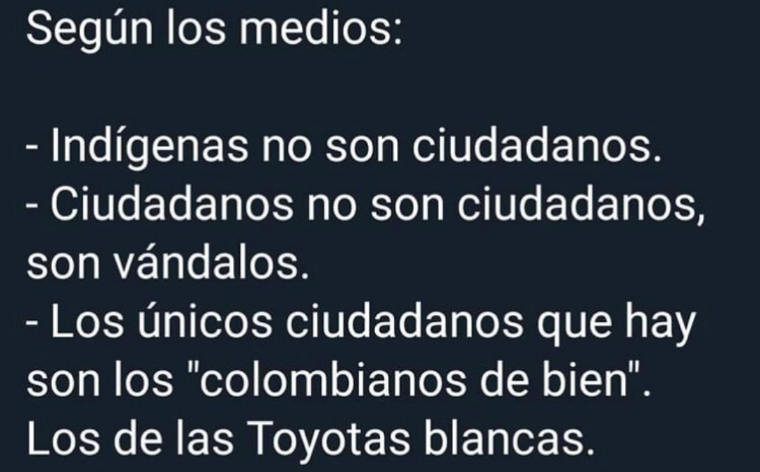 Según los medios:
- Indígenas no son ciudadanos.
- Ciudadanos no son ciudadanos,
son vándalos.
- Los únicos ciudadanos que hay
son los "colombianos de bien".
Los de las Toyotas blancas.